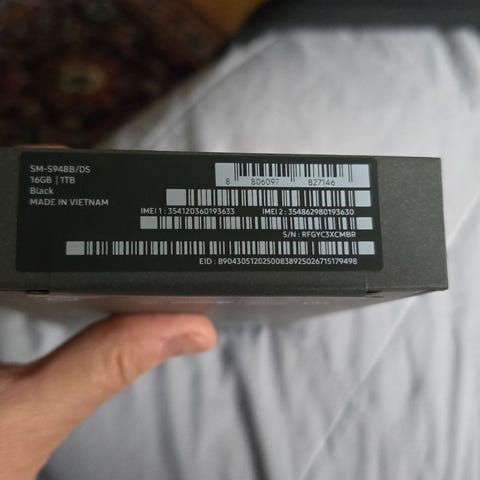 SM-S948B/DS
16GB | 1TB
Black
MADE IN VIETNAM
8 806097 827146
IMEI 1 : 354120360193633 IMEI 2 : 354862980193630
S/N : RFGYC3XCMBR
EID : 89043051202500838925026715179498